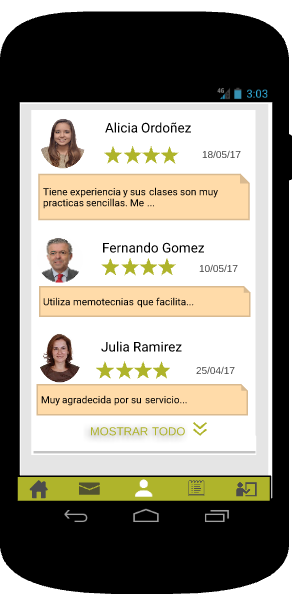 4G 3:03
Alicia Ordoñez
18/05/17
Tiene experiencia y sus clases son muy
practicas sencillas. Me ...
Fernando Gomez
10/05/17
Utiliza memotecnias que facilita...
Julia Ramirez
25/04/17
Muy agradecida por su servicio...
MOSTRAR TODO